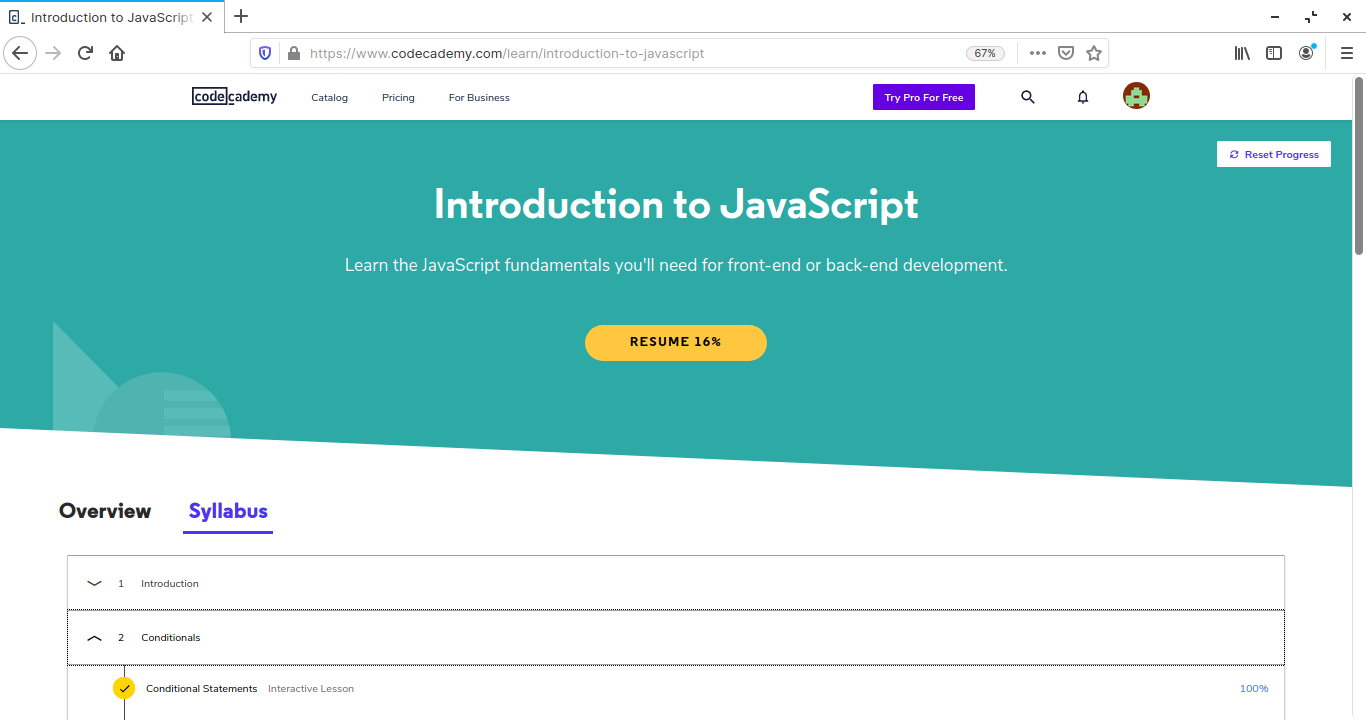 Introduction to JavaScript
https://www.codecademy.com/learn/introduction-to-javascript
67%
codecademy
Catalog
Pricing
For Business
Try Pro For Free
Reset Progress
Introduction to JavaScript
Learn the JavaScript fundamentals you'll need for front-end or back-end development.
RESUME 16%
Overview
Syllabus
1 Introduction
2 Conditionals
Conditional Statements Interactive Lesson 100%